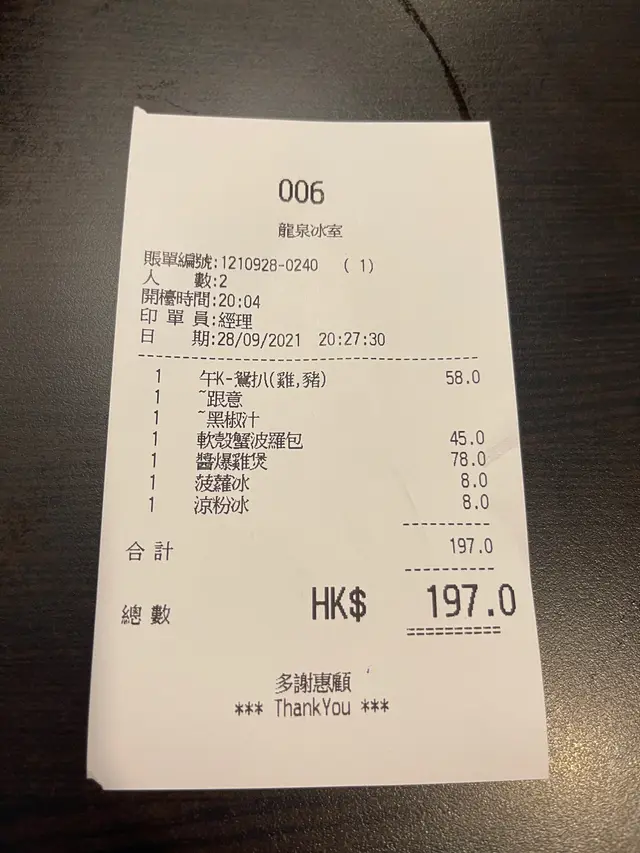 006
龍泉冰室
賬單編號:1210928-0240 ( 1)
人 數:2
開檯時間:20:04
印 單 員:經理
日 期:28/09/2021 20:27:30
1 午K-鴛扒(雞,豬) 58.0
1 ~跟意
1 ~黑椒汁
1 軟殼蟹波羅包 45.0
1 醬爆雞煲 78.0
1 菠蘿冰 8.0
1 涼粉冰 8.0
合 計 197.0
總 數 HK$ 197.0
多謝惠顧
*** ThankYou ***